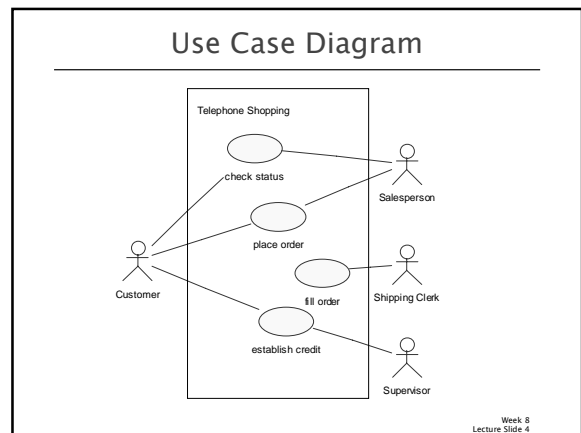 Use Case Diagram
Telephone Shopping
check status
Salesperson
place order
Customer
fill order
Shipping Clerk
establish credit
Supervisor
Week 8
Lecture Slide 4